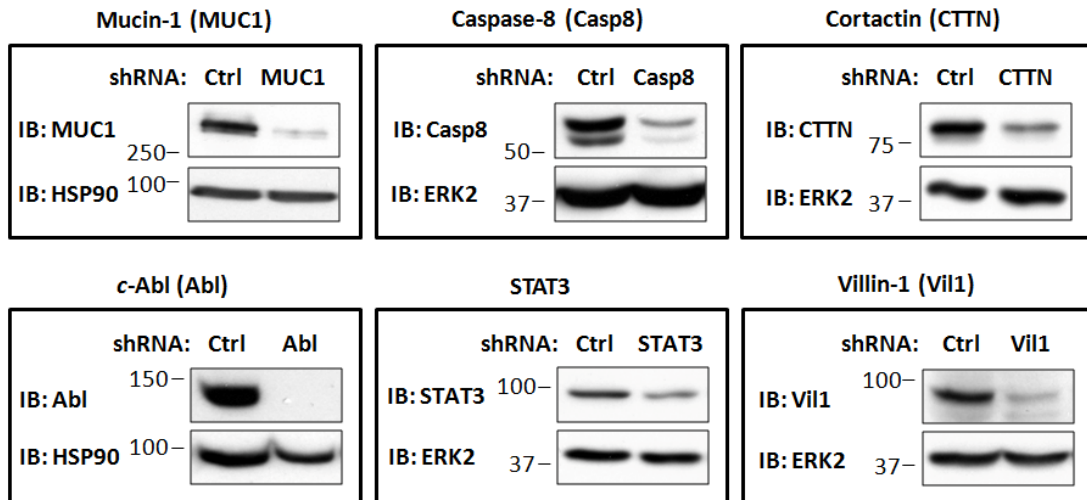 Mucin-1 (MUC1)
shRNA: Ctrl MUC1
IB: MUC1
250–
100–
IB: HSP90
Caspase-8 (Casp8)
shRNA: Ctrl Casp8
IB: Casp8
50–
IB: ERK2
37–
Cortactin (CTTN)
shRNA: Ctrl CTTN
IB: CTTN
75–
IB: ERK2
37–
c-Abl (Abl)
shRNA: Ctrl Abl
150–
IB: Abl
100–
IB: HSP90
STAT3
shRNA: Ctrl STAT3
100–
IB: STAT3
IB: ERK2
37–
Villin-1 (Vil1)
shRNA: Ctrl Vil1
100–
IB: Vil1
IB: ERK2
37–